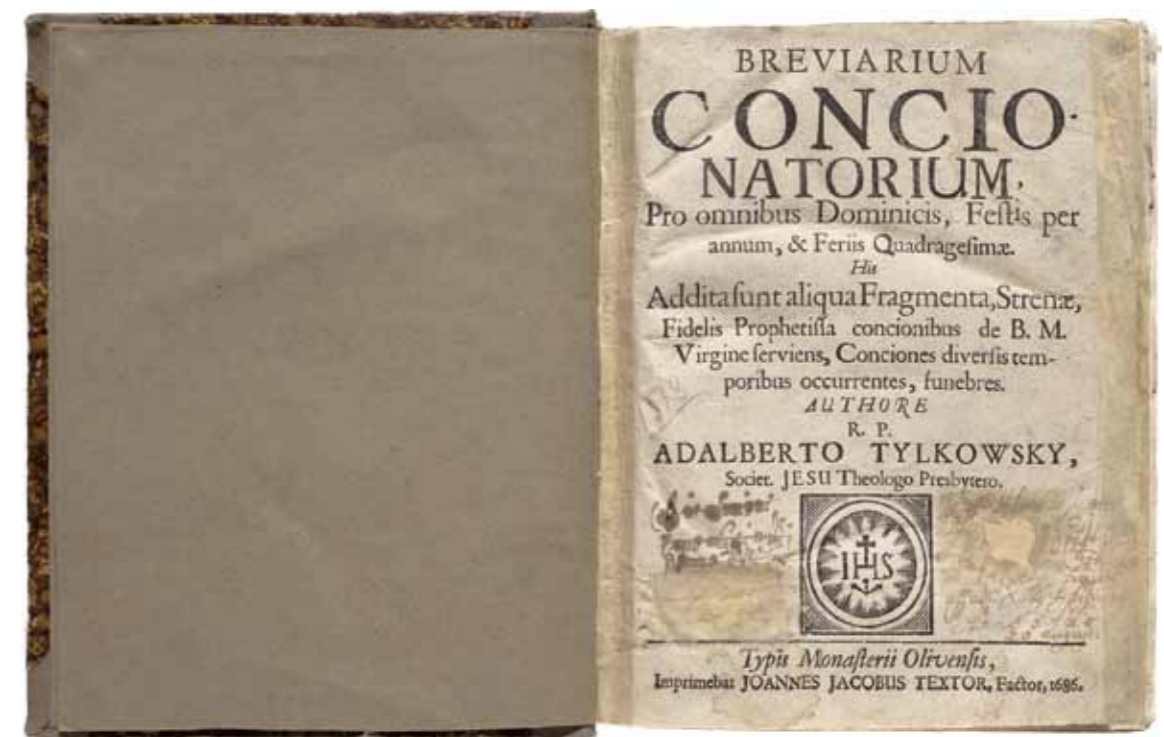 BREVIARIUM
CONCIO-
NATORIUM,
Pro omnibus Dominicis, Feſtis per
annum, & Feriis Quadrageſimæ.
His
Addita ſunt aliqua Fragmenta, Strenæ,
Fidelis Prophetiſſa concionibus de B. M.
Virgine ſerviens, Conciones diverſis tem-
poribus occurrentes, funebres.
AUTHORE
R. P.
ADALBERTO TYLKOWSKY,
Societ. JESU Theologo Presbytero.
IHS
Typis Monaſterii Olivenſis,
Imprimebat JOANNES JACOBUS TEXTOR, Factor, 1686.